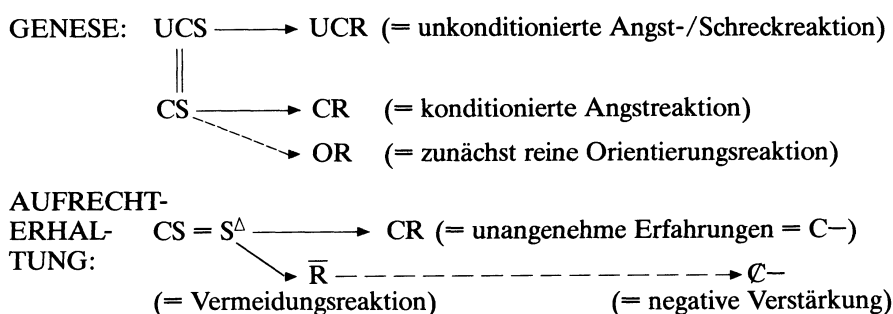 GENESE: UCS UCR (= unkonditionierte Angst-/Schreckreaktion)
CS CR (= konditionierte Angstreaktion)
OR (= zunächst reine Orientierungsreaktion)
AUFRECHT-
ERHAL- CS = S^Δ CR (= unangenehme Erfahrungen = C−)
TUNG: R̅ ₵−
(= Vermeidungsreaktion) (= negative Verstärkung)